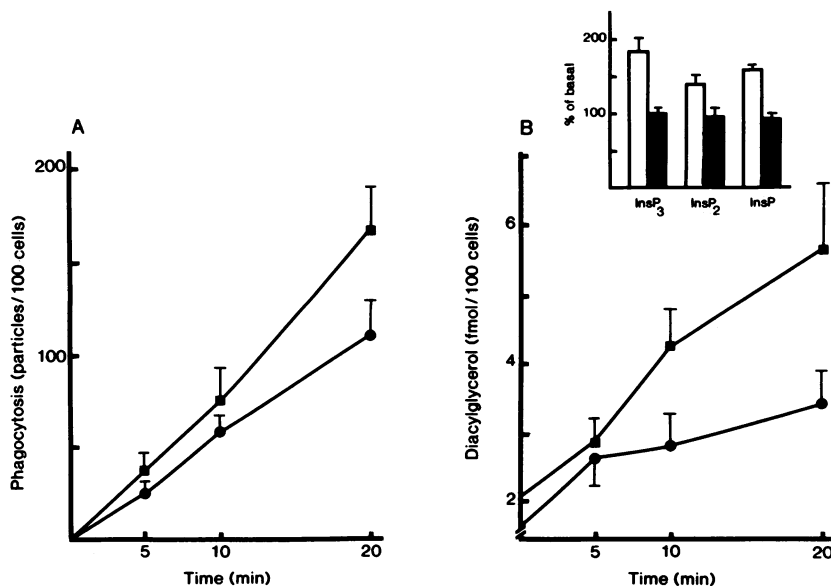 A
Phagocytosis (particles/100 cells)
200
100
5 10 20
Time (min)
B
Diacylglycerol (fmol/100 cells)
6
4
2
5 10 20
Time (min)
% of basal
200
100
InsP3 InsP2 InsP